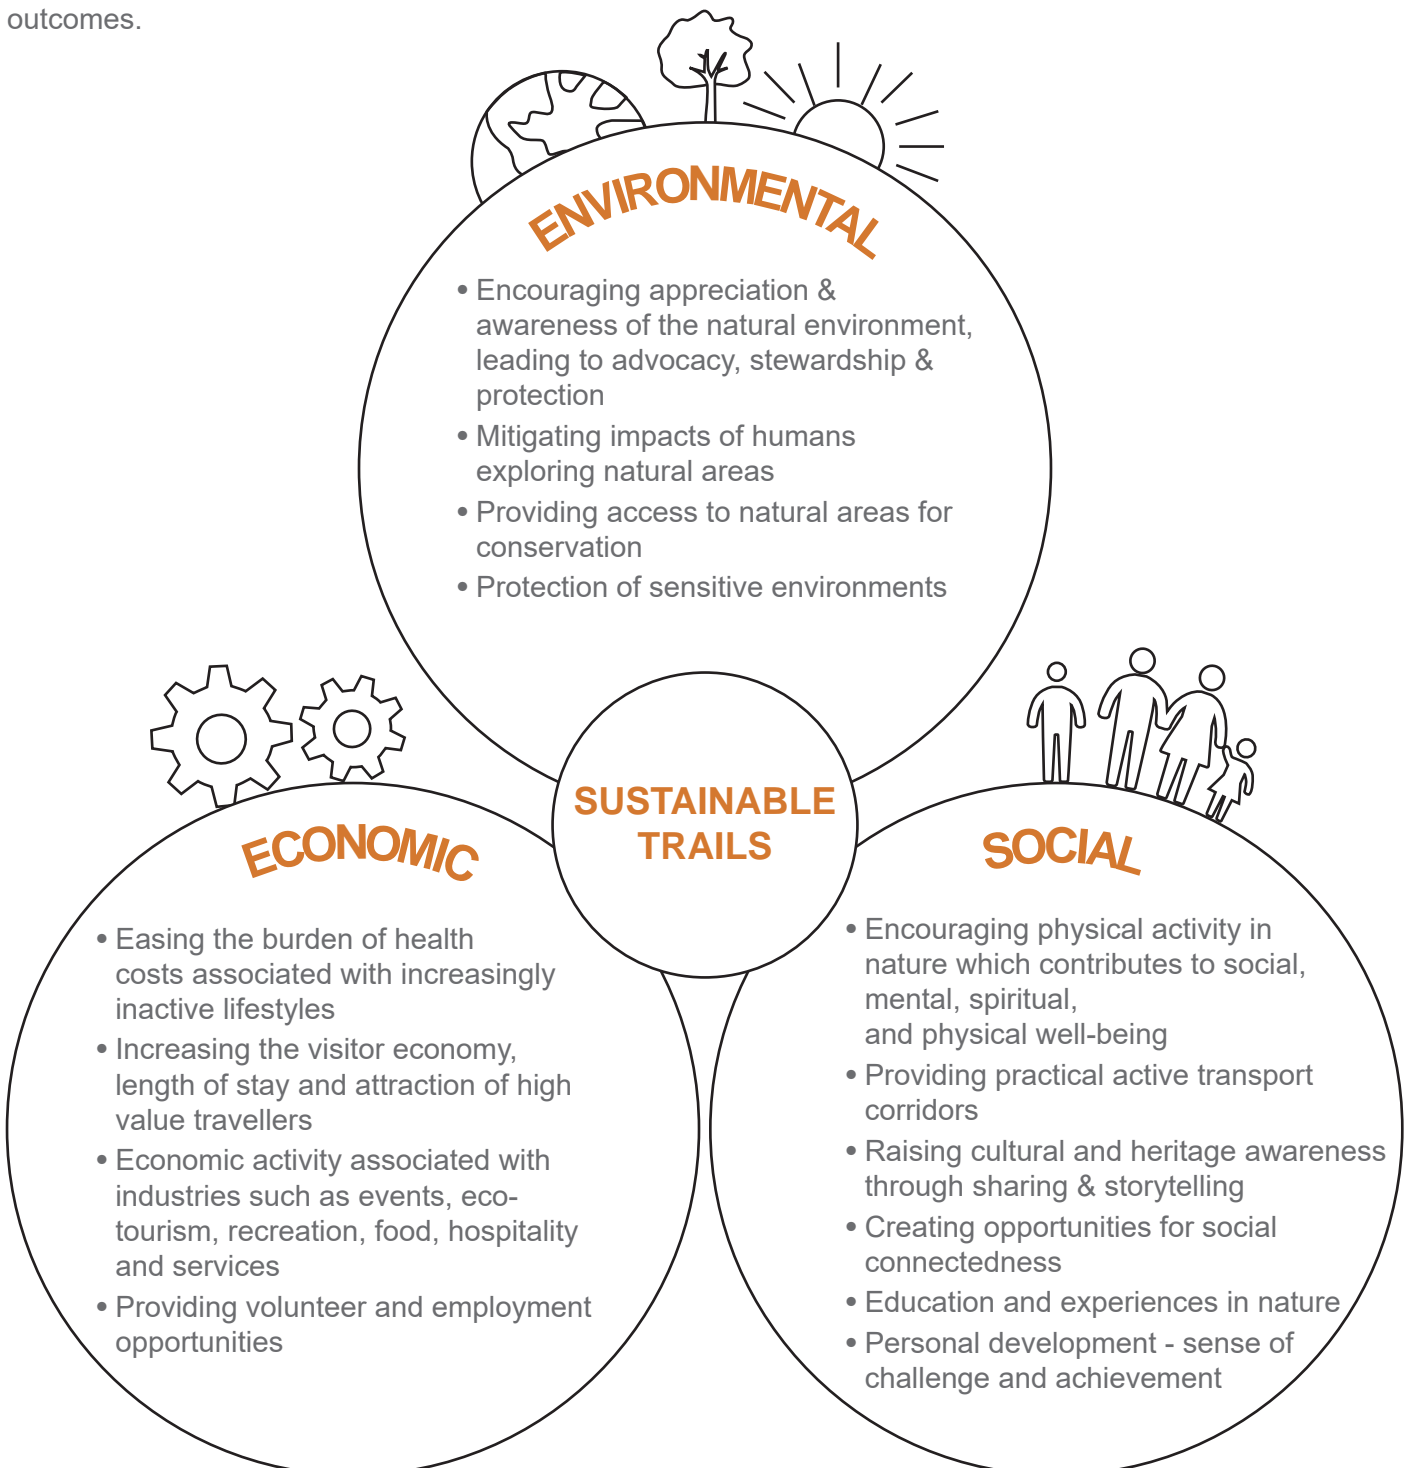 outcomes.
ENVIRONMENTAL
• Encouraging appreciation &
awareness of the natural environment,
leading to advocacy, stewardship &
protection
• Mitigating impacts of humans
exploring natural areas
• Providing access to natural areas for
conservation
• Protection of sensitive environments
SUSTAINABLE
TRAILS
ECONOMIC
• Easing the burden of health
costs associated with increasingly
inactive lifestyles
• Increasing the visitor economy,
length of stay and attraction of high
value travellers
• Economic activity associated with
industries such as events, eco-
tourism, recreation, food, hospitality
and services
• Providing volunteer and employment
opportunities
SOCIAL
• Encouraging physical activity in
nature which contributes to social,
mental, spiritual,
and physical well-being
• Providing practical active transport
corridors
• Raising cultural and heritage awareness
through sharing & storytelling
• Creating opportunities for social
connectedness
• Education and experiences in nature
• Personal development - sense of
challenge and achievement